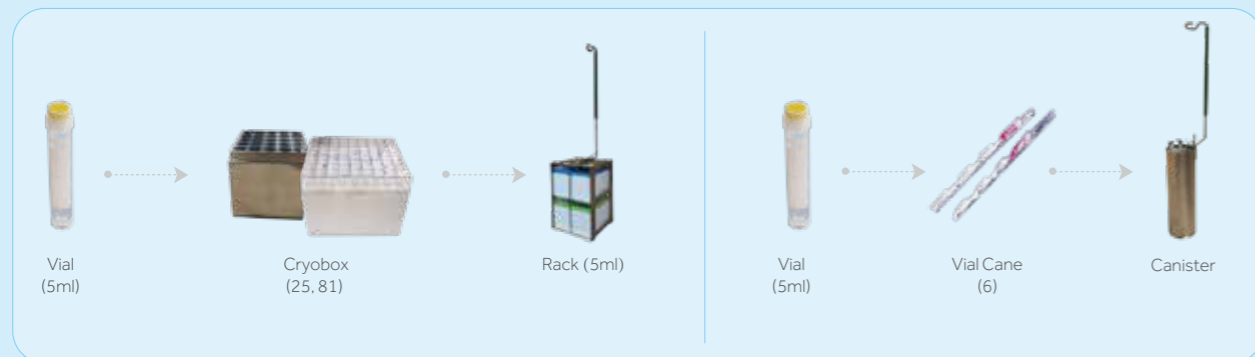 Vial
(5ml)
Cryobox
(25, 81)
Rack (5ml)
Vial
(5ml)
Vial Cane
(6)
Canister